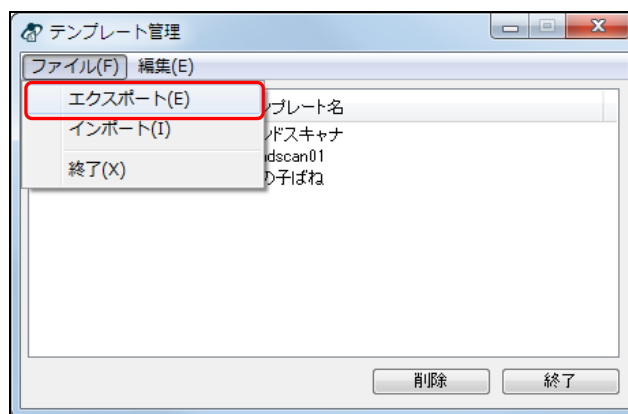 テンプレート管理
ファイル(F) 編集(E)
エクスポート(E)
インポート(I)
終了(X)
ンプレート名
ンドスキャナ
ndscan01
の子ばね
削除 終了